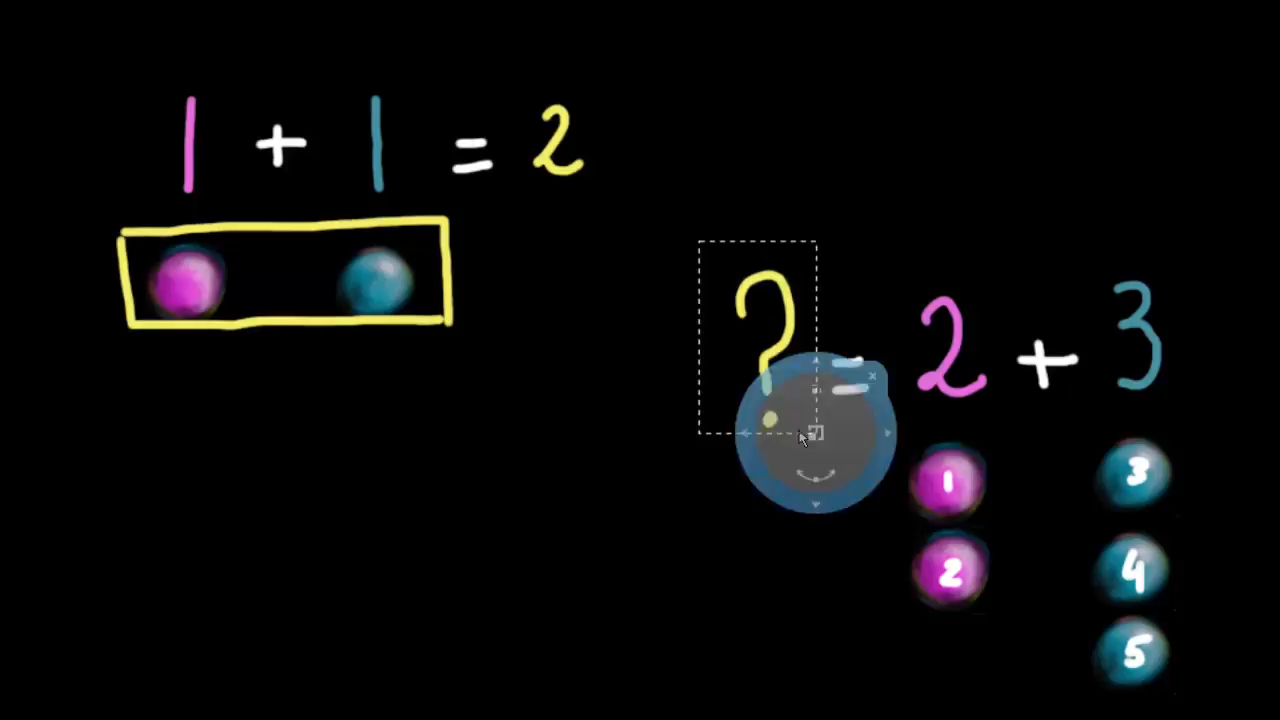 1 + 1 = 2
? = 2 + 3
1 3
2 4
5